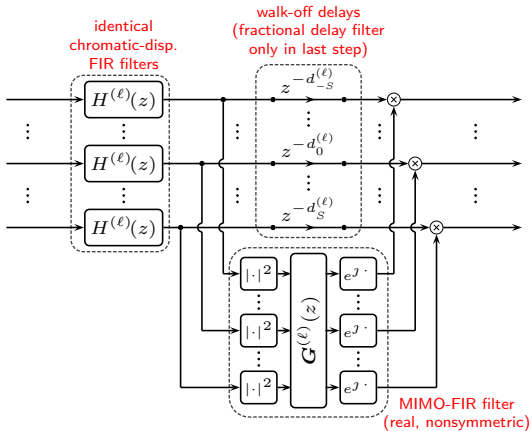 identical
chromatic-disp.
FIR filters
walk-off delays
(fractional delay filter
only in last step)
H^{(ℓ)}(z)
z^{-d_{-S}^{(ℓ)}}
⋮ ⋮ ⋮ ⋮ ⋮ ⋮
H^{(ℓ)}(z)
z^{-d_0^{(ℓ)}}
⋮ ⋮ ⋮ ⋮ ⋮ ⋮
H^{(ℓ)}(z)
z^{-d_S^{(ℓ)}}
|·|^2
G^{(ℓ)}(z)
e^{ȷ·}
|·|^2
e^{ȷ·}
|·|^2
e^{ȷ·}
MIMO-FIR filter
(real, nonsymmetric)